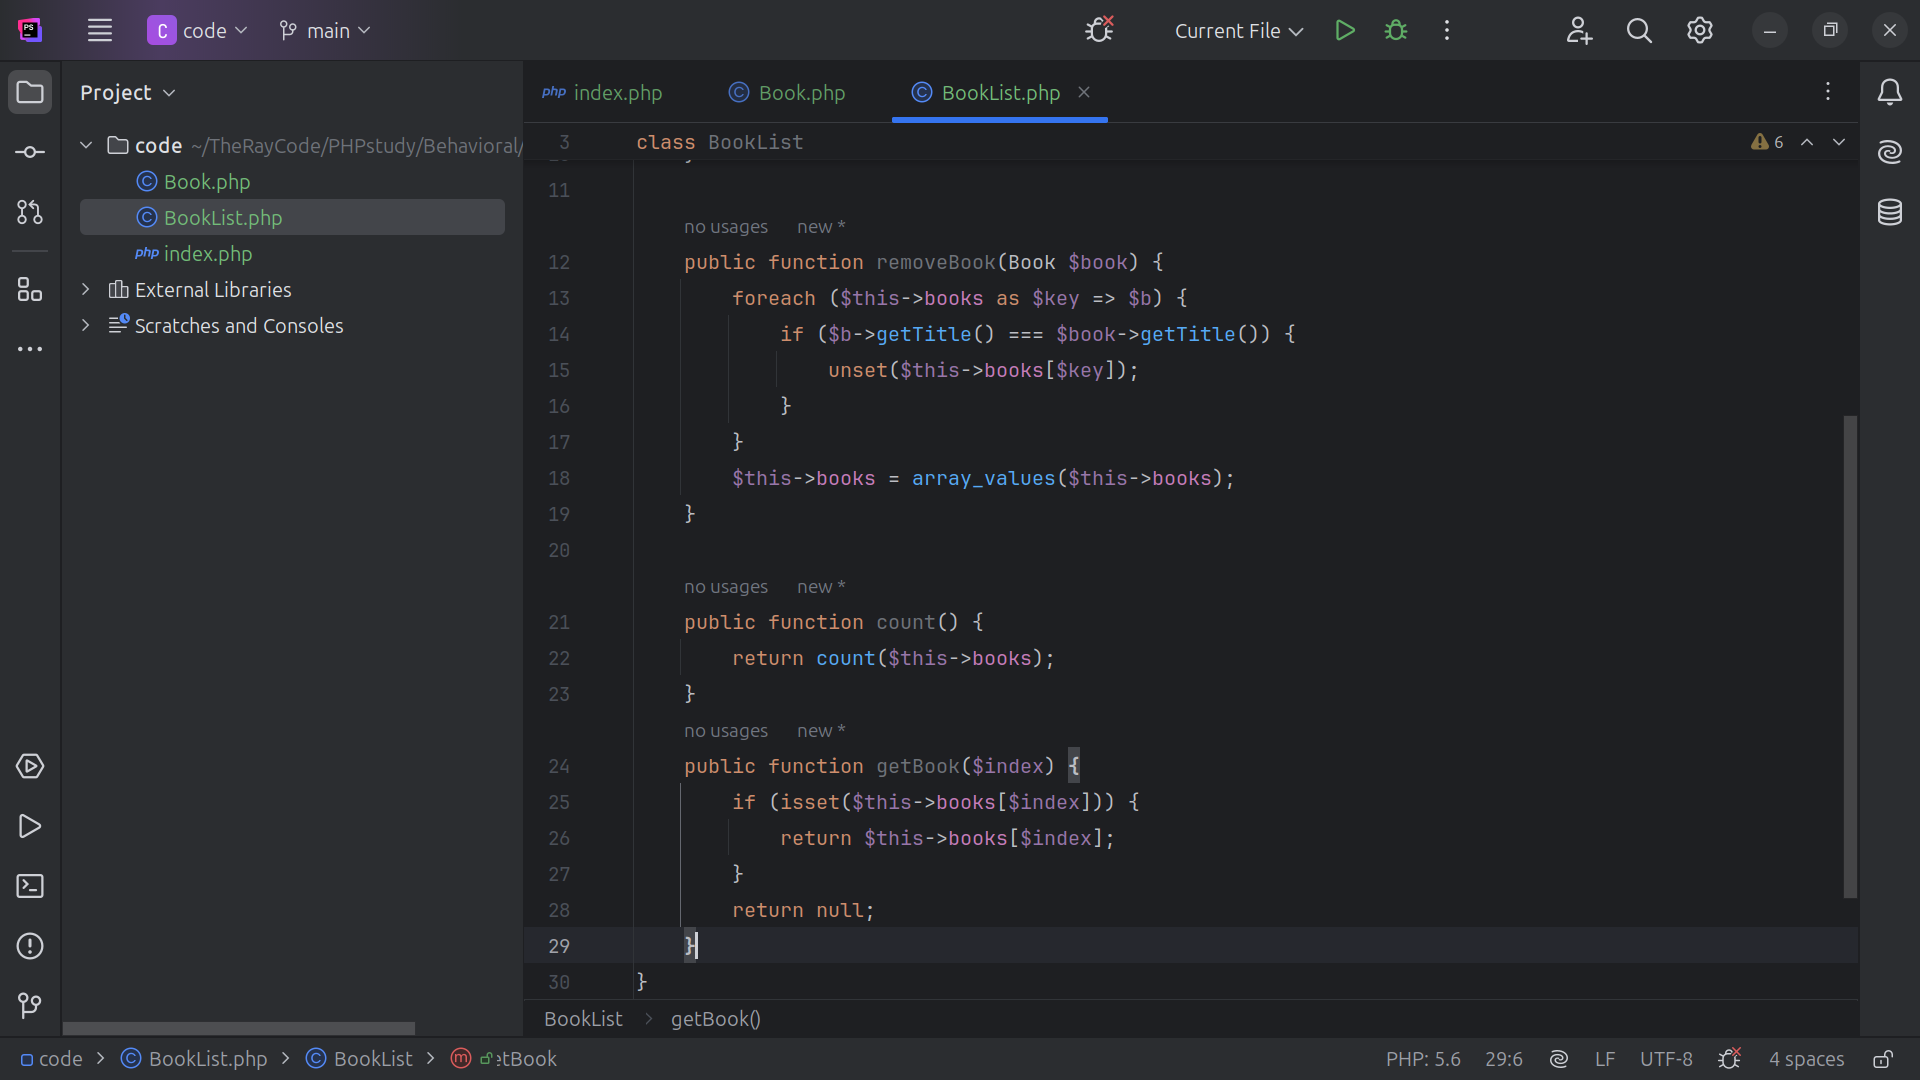 PS
C code main
Current File
Project
code ~/TheRayCode/PHPstudy/Behavioral/
Book.php
BookList.php
php index.php
External Libraries
Scratches and Consoles
php index.php
Book.php
BookList.php
3 class BookList
6
11
no usages new *
12 public function removeBook(Book $book) {
13 foreach ($this->books as $key => $b) {
14 if ($b->getTitle() === $book->getTitle()) {
15 unset($this->books[$key]);
16 }
17 }
18 $this->books = array_values($this->books);
19 }
20
no usages new *
21 public function count() {
22 return count($this->books);
23 }
no usages new *
24 public function getBook($index) {
25 if (isset($this->books[$index])) {
26 return $this->books[$index];
27 }
28 return null;
29 }
30 }
BookList > getBook()
code > BookList.php > BookList > m etBook
PHP: 5.6 29:6 LF UTF-8 4 spaces